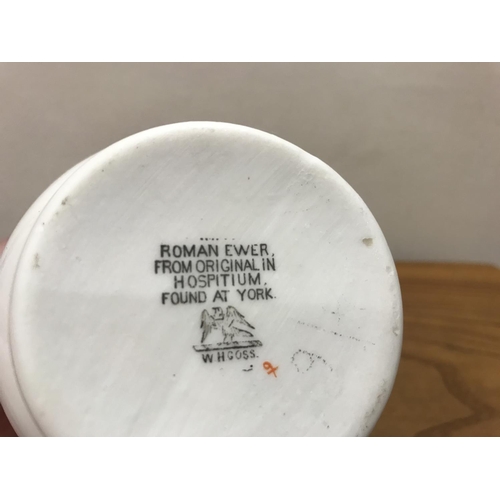 ROMAN EWER,
FROM ORIGINAL IN
HOSPITIUM,
FOUND AT YORK.
W H GOSS.